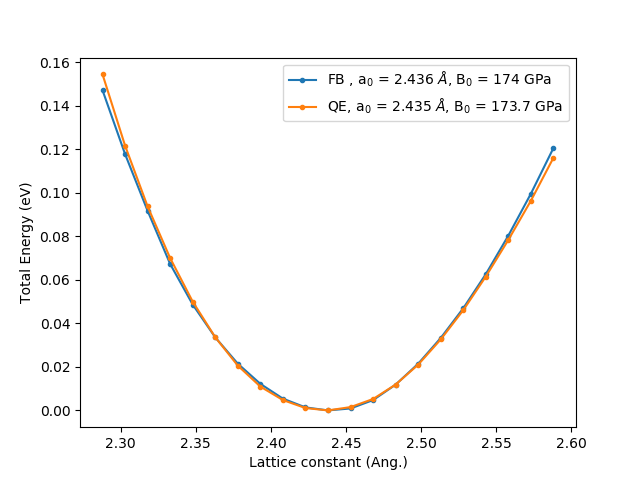 0.16
0.14
0.12
0.10
0.08
0.06
0.04
0.02
0.00
Total Energy (eV)
FB , a₀ = 2.436 Å, B₀ = 174 GPa
QE, a₀ = 2.435 Å, B₀ = 173.7 GPa
2.30 2.35 2.40 2.45 2.50 2.55 2.60
Lattice constant (Ang.)